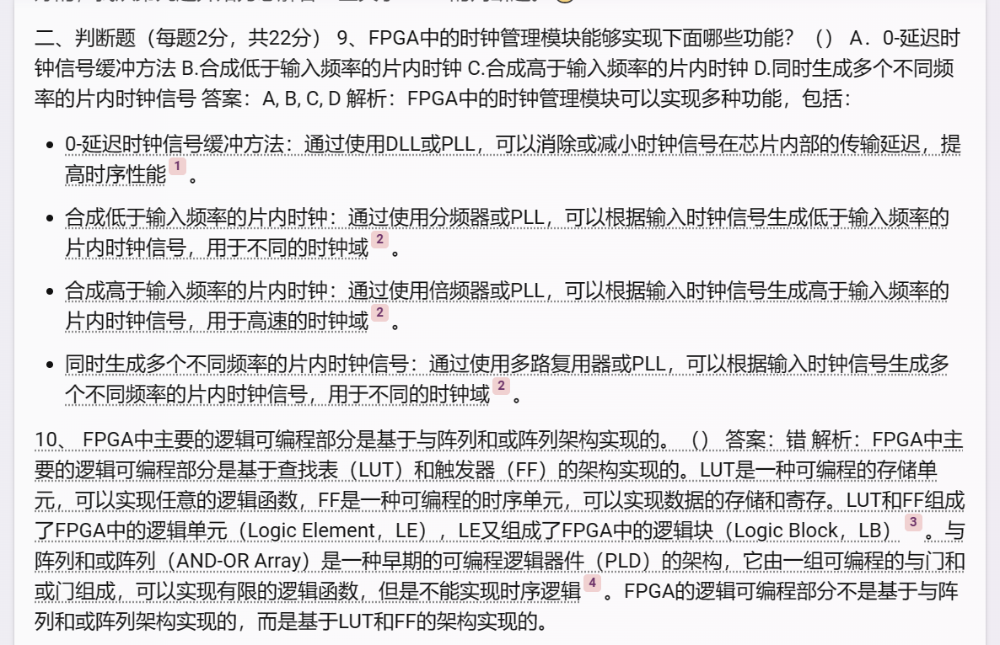 二、判断题（每题2分，共22分） 9、FPGA中的时钟管理模块能够实现下面哪些功能？（） A．0-延迟时
钟信号缓冲方法 B.合成低于输入频率的片内时钟 C.合成高于输入频率的片内时钟 D.同时生成多个不同频
率的片内时钟信号 答案：A, B, C, D 解析：FPGA中的时钟管理模块可以实现多种功能，包括：
• 0-延迟时钟信号缓冲方法：通过使用DLL或PLL，可以消除或减小时钟信号在芯片内部的传输延迟，提
高时序性能 1 。
• 合成低于输入频率的片内时钟：通过使用分频器或PLL，可以根据输入时钟信号生成低于输入频率的
片内时钟信号，用于不同的时钟域 2 。
• 合成高于输入频率的片内时钟：通过使用倍频器或PLL，可以根据输入时钟信号生成高于输入频率的
片内时钟信号，用于高速的时钟域 2 。
• 同时生成多个不同频率的片内时钟信号：通过使用多路复用器或PLL，可以根据输入时钟信号生成多
个不同频率的片内时钟信号，用于不同的时钟域 2 。
10、 FPGA中主要的逻辑可编程部分是基于与阵列和或阵列架构实现的。（） 答案：错 解析：FPGA中主
要的逻辑可编程部分是基于查找表（LUT）和触发器（FF）的架构实现的。LUT是一种可编程的存储单
元，可以实现任意的逻辑函数，FF是一种可编程的时序单元，可以实现数据的存储和寄存。LUT和FF组成
了FPGA中的逻辑单元（Logic Element，LE），LE又组成了FPGA中的逻辑块（Logic Block，LB） 3 。与
阵列和或阵列（AND-OR Array）是一种早期的可编程逻辑器件（PLD）的架构，它由一组可编程的与门和
或门组成，可以实现有限的逻辑函数，但是不能实现时序逻辑 4 。FPGA的逻辑可编程部分不是基于与阵
列和或阵列架构实现的，而是基于LUT和FF的架构实现的。